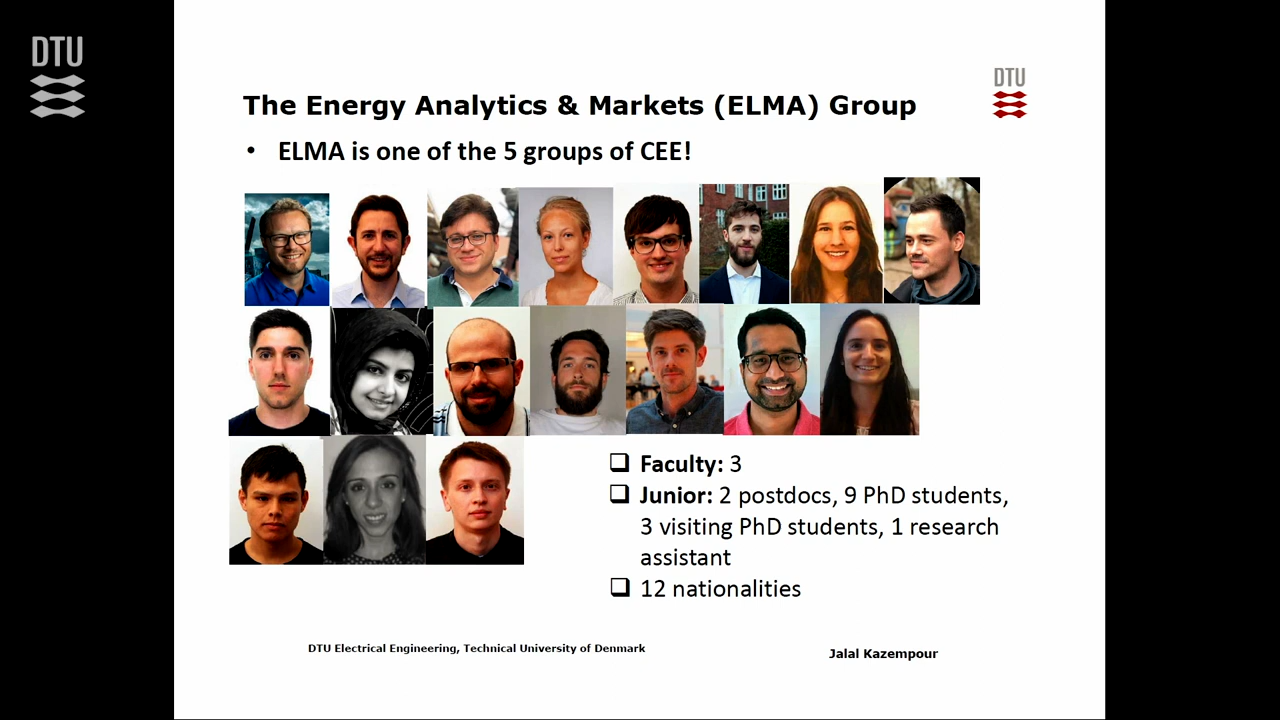 DTU
DTU
The Energy Analytics & Markets (ELMA) Group
• ELMA is one of the 5 groups of CEE!
❑ Faculty: 3
❑ Junior: 2 postdocs, 9 PhD students,
3 visiting PhD students, 1 research
assistant
❑ 12 nationalities
DTU Electrical Engineering, Technical University of Denmark
Jalal Kazempour